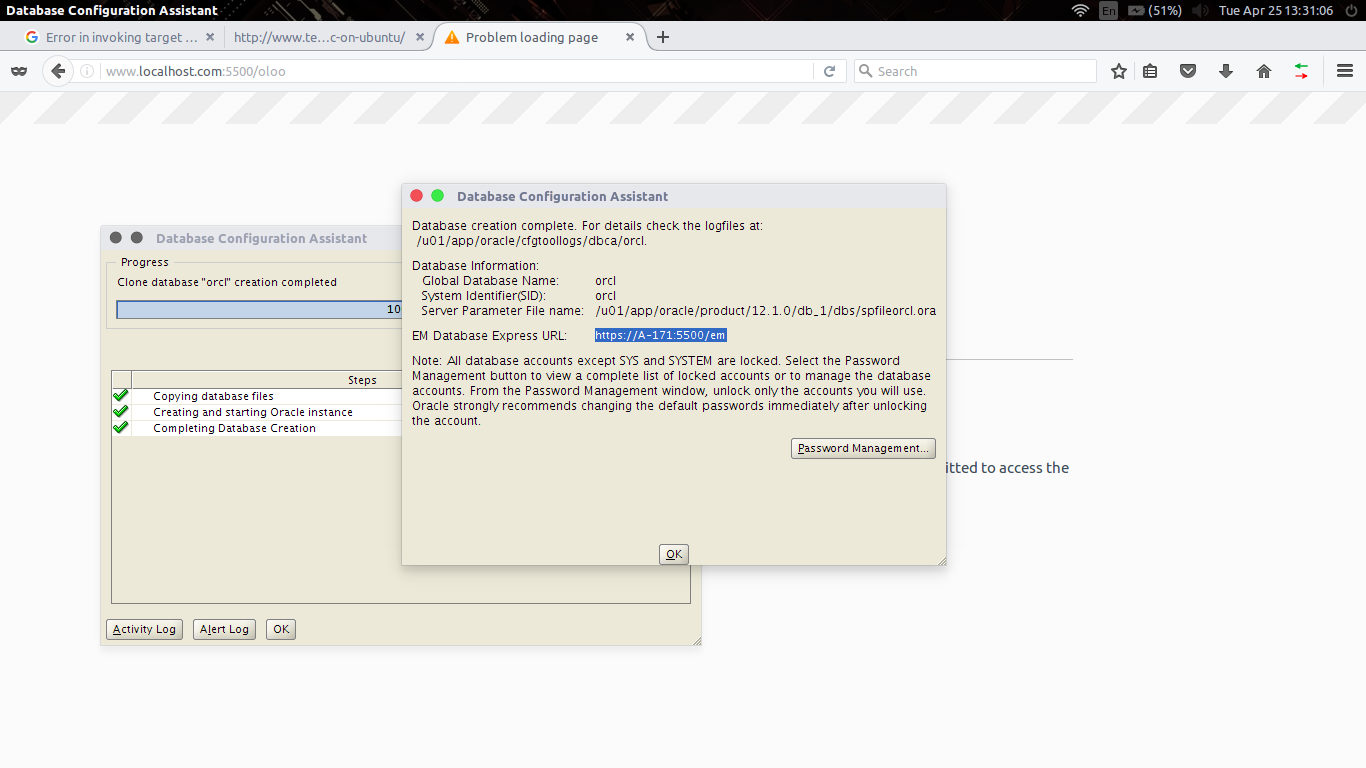 Database Configuration Assistant
En
(51%)
Tue Apr 25 13:31:06
Error in invoking target ...
http://www.te...c-on-ubuntu/
Problem loading page
www.localhost.com:5500/oloo
Search
Database Configuration Assistant
Database creation complete. For details check the logfiles at:
/u01/app/oracle/cfgtoollogs/dbca/orcl.
Database Information:
Global Database Name: orcl
System Identifier(SID): orcl
Server Parameter File name: /u01/app/oracle/product/12.1.0/db_1/dbs/spfileorcl.ora
EM Database Express URL: https://A-171:5500/em
Note: All database accounts except SYS and SYSTEM are locked. Select the Password
Management button to view a complete list of locked accounts or to manage the database
accounts. From the Password Management window, unlock only the accounts you will use.
Oracle strongly recommends changing the default passwords immediately after unlocking
the account.
Password Management...
OK
Database Configuration Assistant
Progress
Clone database "orcl" creation completed
10
Steps
Copying database files
Creating and starting Oracle instance
Completing Database Creation
Activity Log
Alert Log
OK
itted to access the